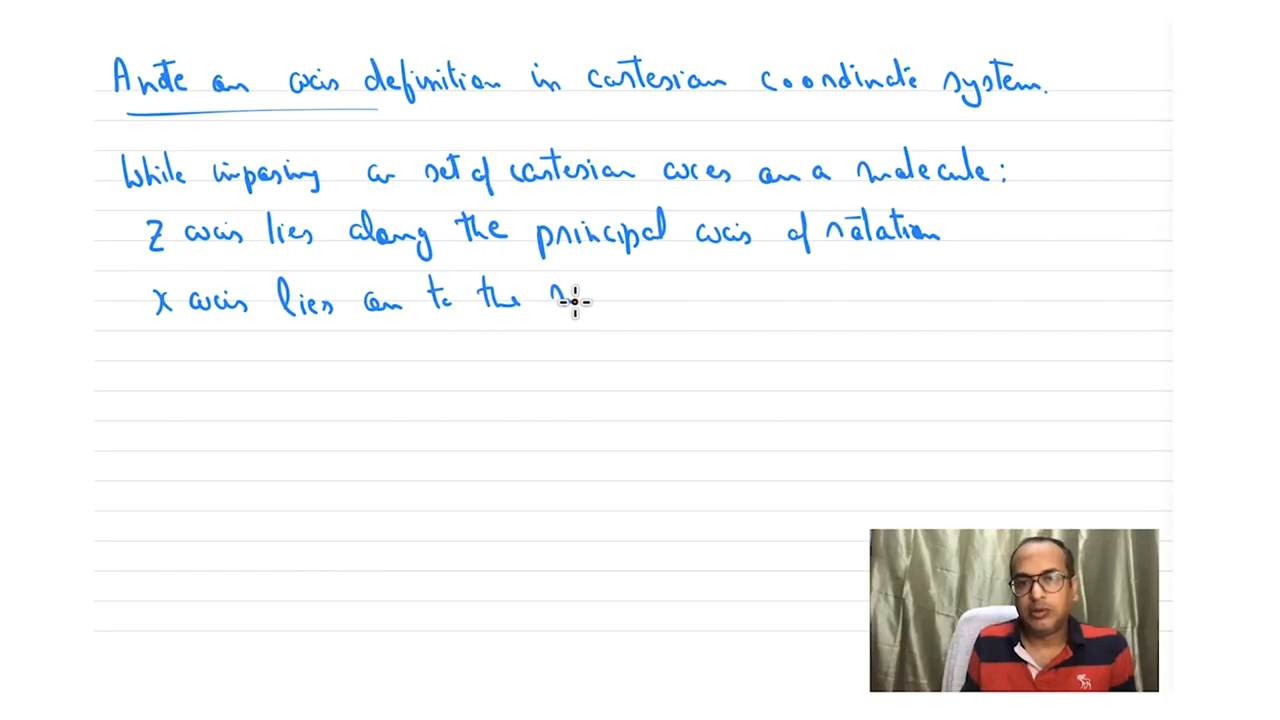 A note on axis definition in cartesian coordinate system.
While imposing a set of cartesian axes on a molecule:
Z axis lies along the principal axis of rotation
X axis lies on to the